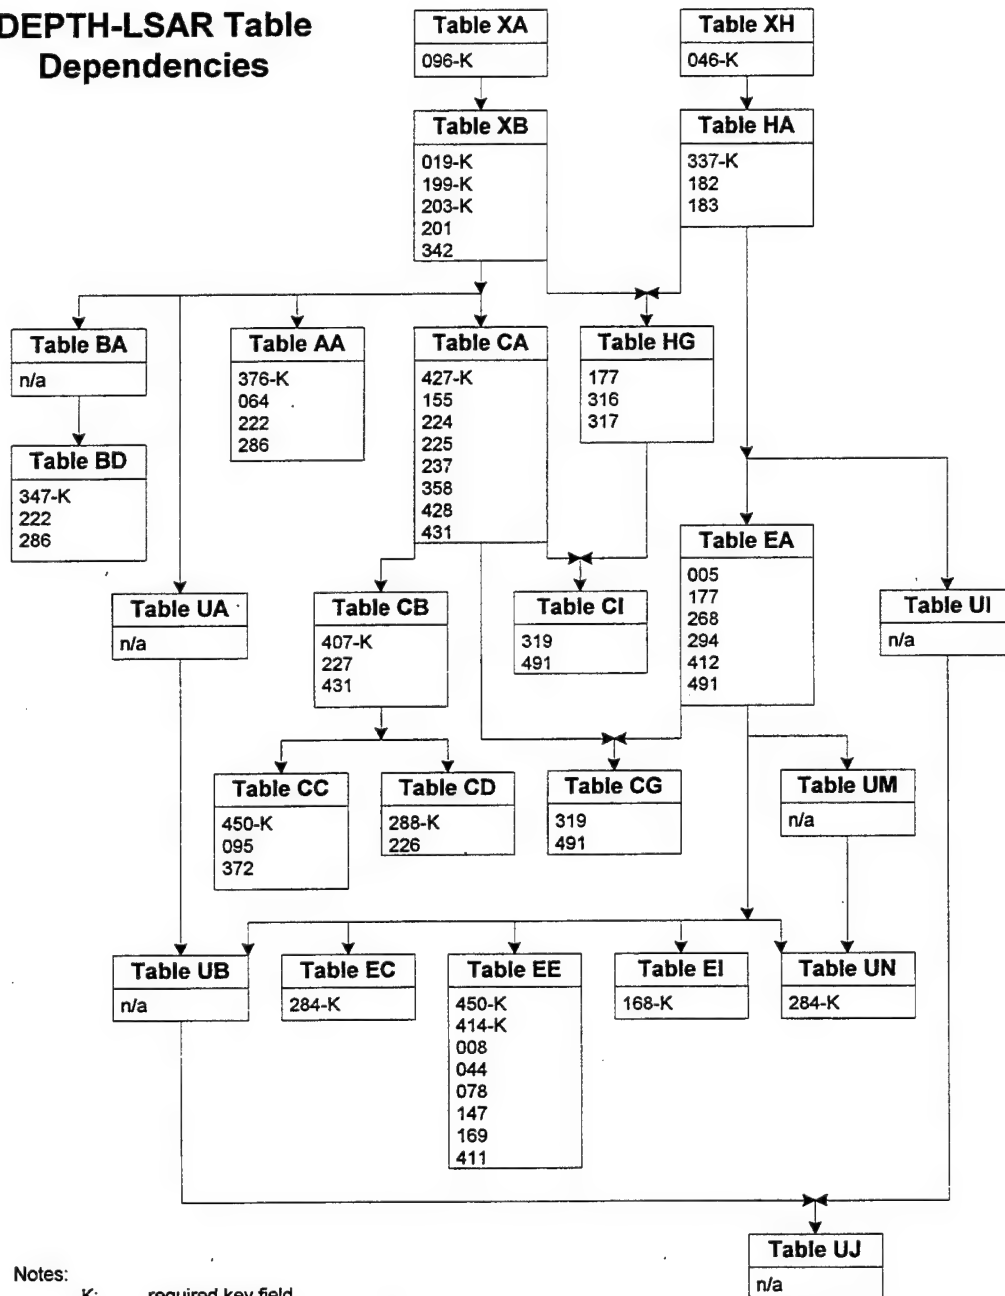 DEPTH-LSAR Table
Dependencies
Table XA
096-K
Table XH
046-K
Table XB
019-K
199-K
203-K
201
342
Table HA
337-K
182
183
Table BA
n/a
Table AA
376-K
064
222
286
Table CA
427-K
155
224
225
237
358
428
431
Table HG
177
316
317
Table BD
347-K
222
286
Table EA
005
177
268
294
412
491
Table UA
n/a
Table CB
407-K
227
431
Table CI
319
491
Table UI
n/a
Table CC
450-K
095
372
Table CD
288-K
226
Table CG
319
491
Table UM
n/a
Table UB
n/a
Table EC
284-K
Table EE
450-K
414-K
008
044
078
147
169
411
Table EI
168-K
Table UN
284-K
Table UJ
n/a
Notes:
K: required key field